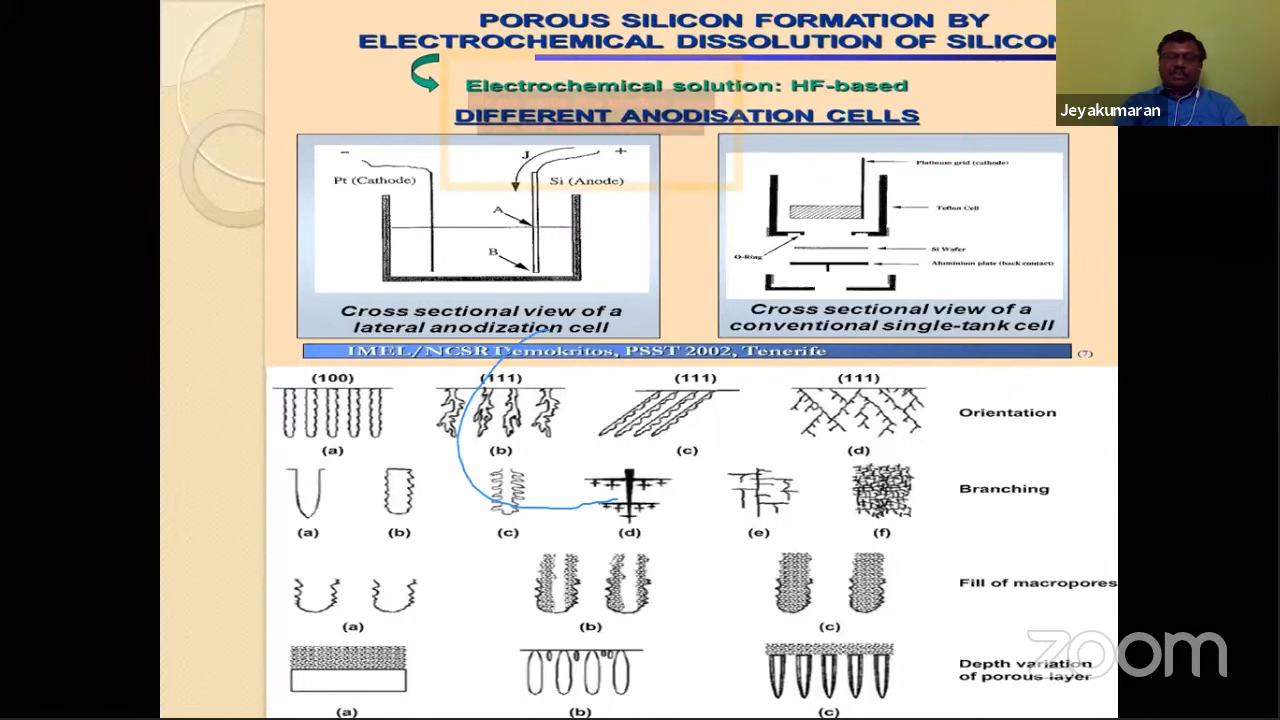 POROUS SILICON FORMATION BY
ELECTROCHEMICAL DISSOLUTION OF SILICON
Electrochemical solution: HF-based
DIFFERENT ANODISATION CELLS
Jeyakumaran
- J +
Pt (Cathode) Si (Anode)
A
B
Cross sectional view of a
lateral anodization cell
Platinum grid (cathode)
Teflon Cell
O-Ring
Si Wafer
Aluminium plate (back contact)
Cross sectional view of a
conventional single-tank cell
IMEL/NCSR Demokritos, PSST 2002, Tenerife (7)
(100) (111) (111) (111)
Orientation
(a) (b) (c) (d)
Branching
(a) (b) (c) (d) (e) (f)
Fill of macropores
(a) (b) (c)
Depth variation
of porous layer
(a) (b) (c)
zoom